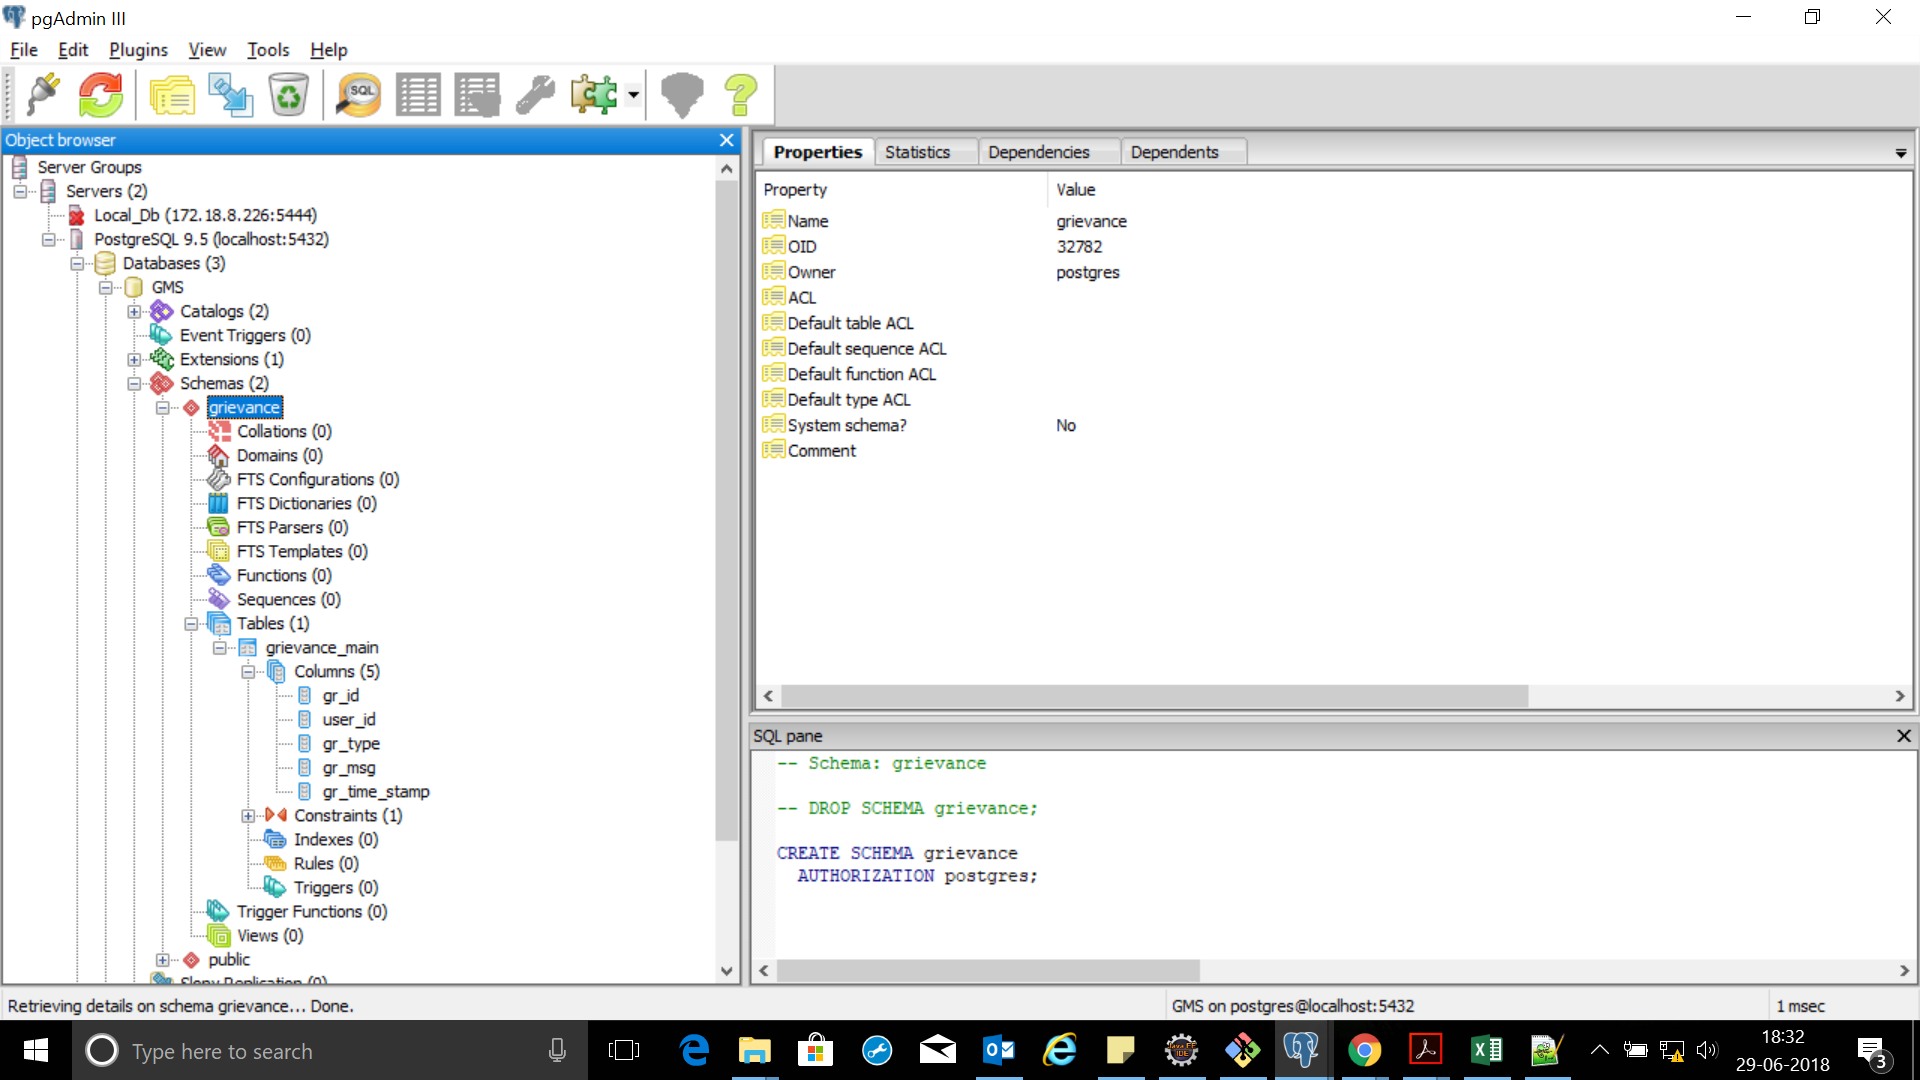 pgAdmin III
File Edit Plugins View Tools Help
SQL
Object browser
Server Groups
Servers (2)
Local_Db (172.18.8.226:5444)
PostgreSQL 9.5 (localhost:5432)
Databases (3)
GMS
Catalogs (2)
Event Triggers (0)
Extensions (1)
Schemas (2)
grievance
Collations (0)
Domains (0)
FTS Configurations (0)
FTS Dictionaries (0)
FTS Parsers (0)
FTS Templates (0)
Functions (0)
Sequences (0)
Tables (1)
grievance_main
Columns (5)
gr_id
user_id
gr_type
gr_msg
gr_time_stamp
Constraints (1)
Indexes (0)
Rules (0)
Triggers (0)
Trigger Functions (0)
Views (0)
public
Slony Replication (0)
Properties Statistics Dependencies Dependents
Property Value
Name grievance
OID 32782
Owner postgres
ACL
Default table ACL
Default sequence ACL
Default function ACL
Default type ACL
System schema? No
Comment
SQL pane
-- Schema: grievance
-- DROP SCHEMA grievance;
CREATE SCHEMA grievance
AUTHORIZATION postgres;
Retrieving details on schema grievance... Done. GMS on postgres@localhost:5432 1 msec
Type here to search
Java EE
IDE
18:32
29-06-2018
3